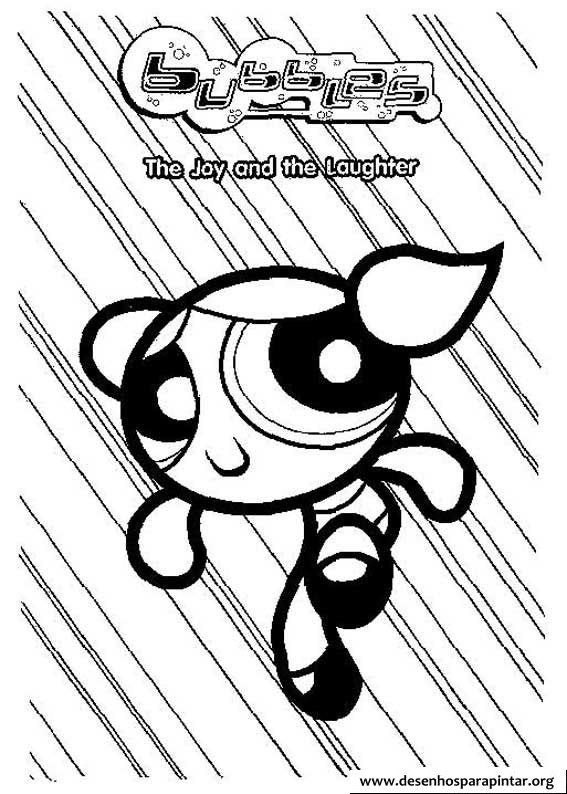 bubbles
The Joy and the Laughter
www.desenhosparapintar.org